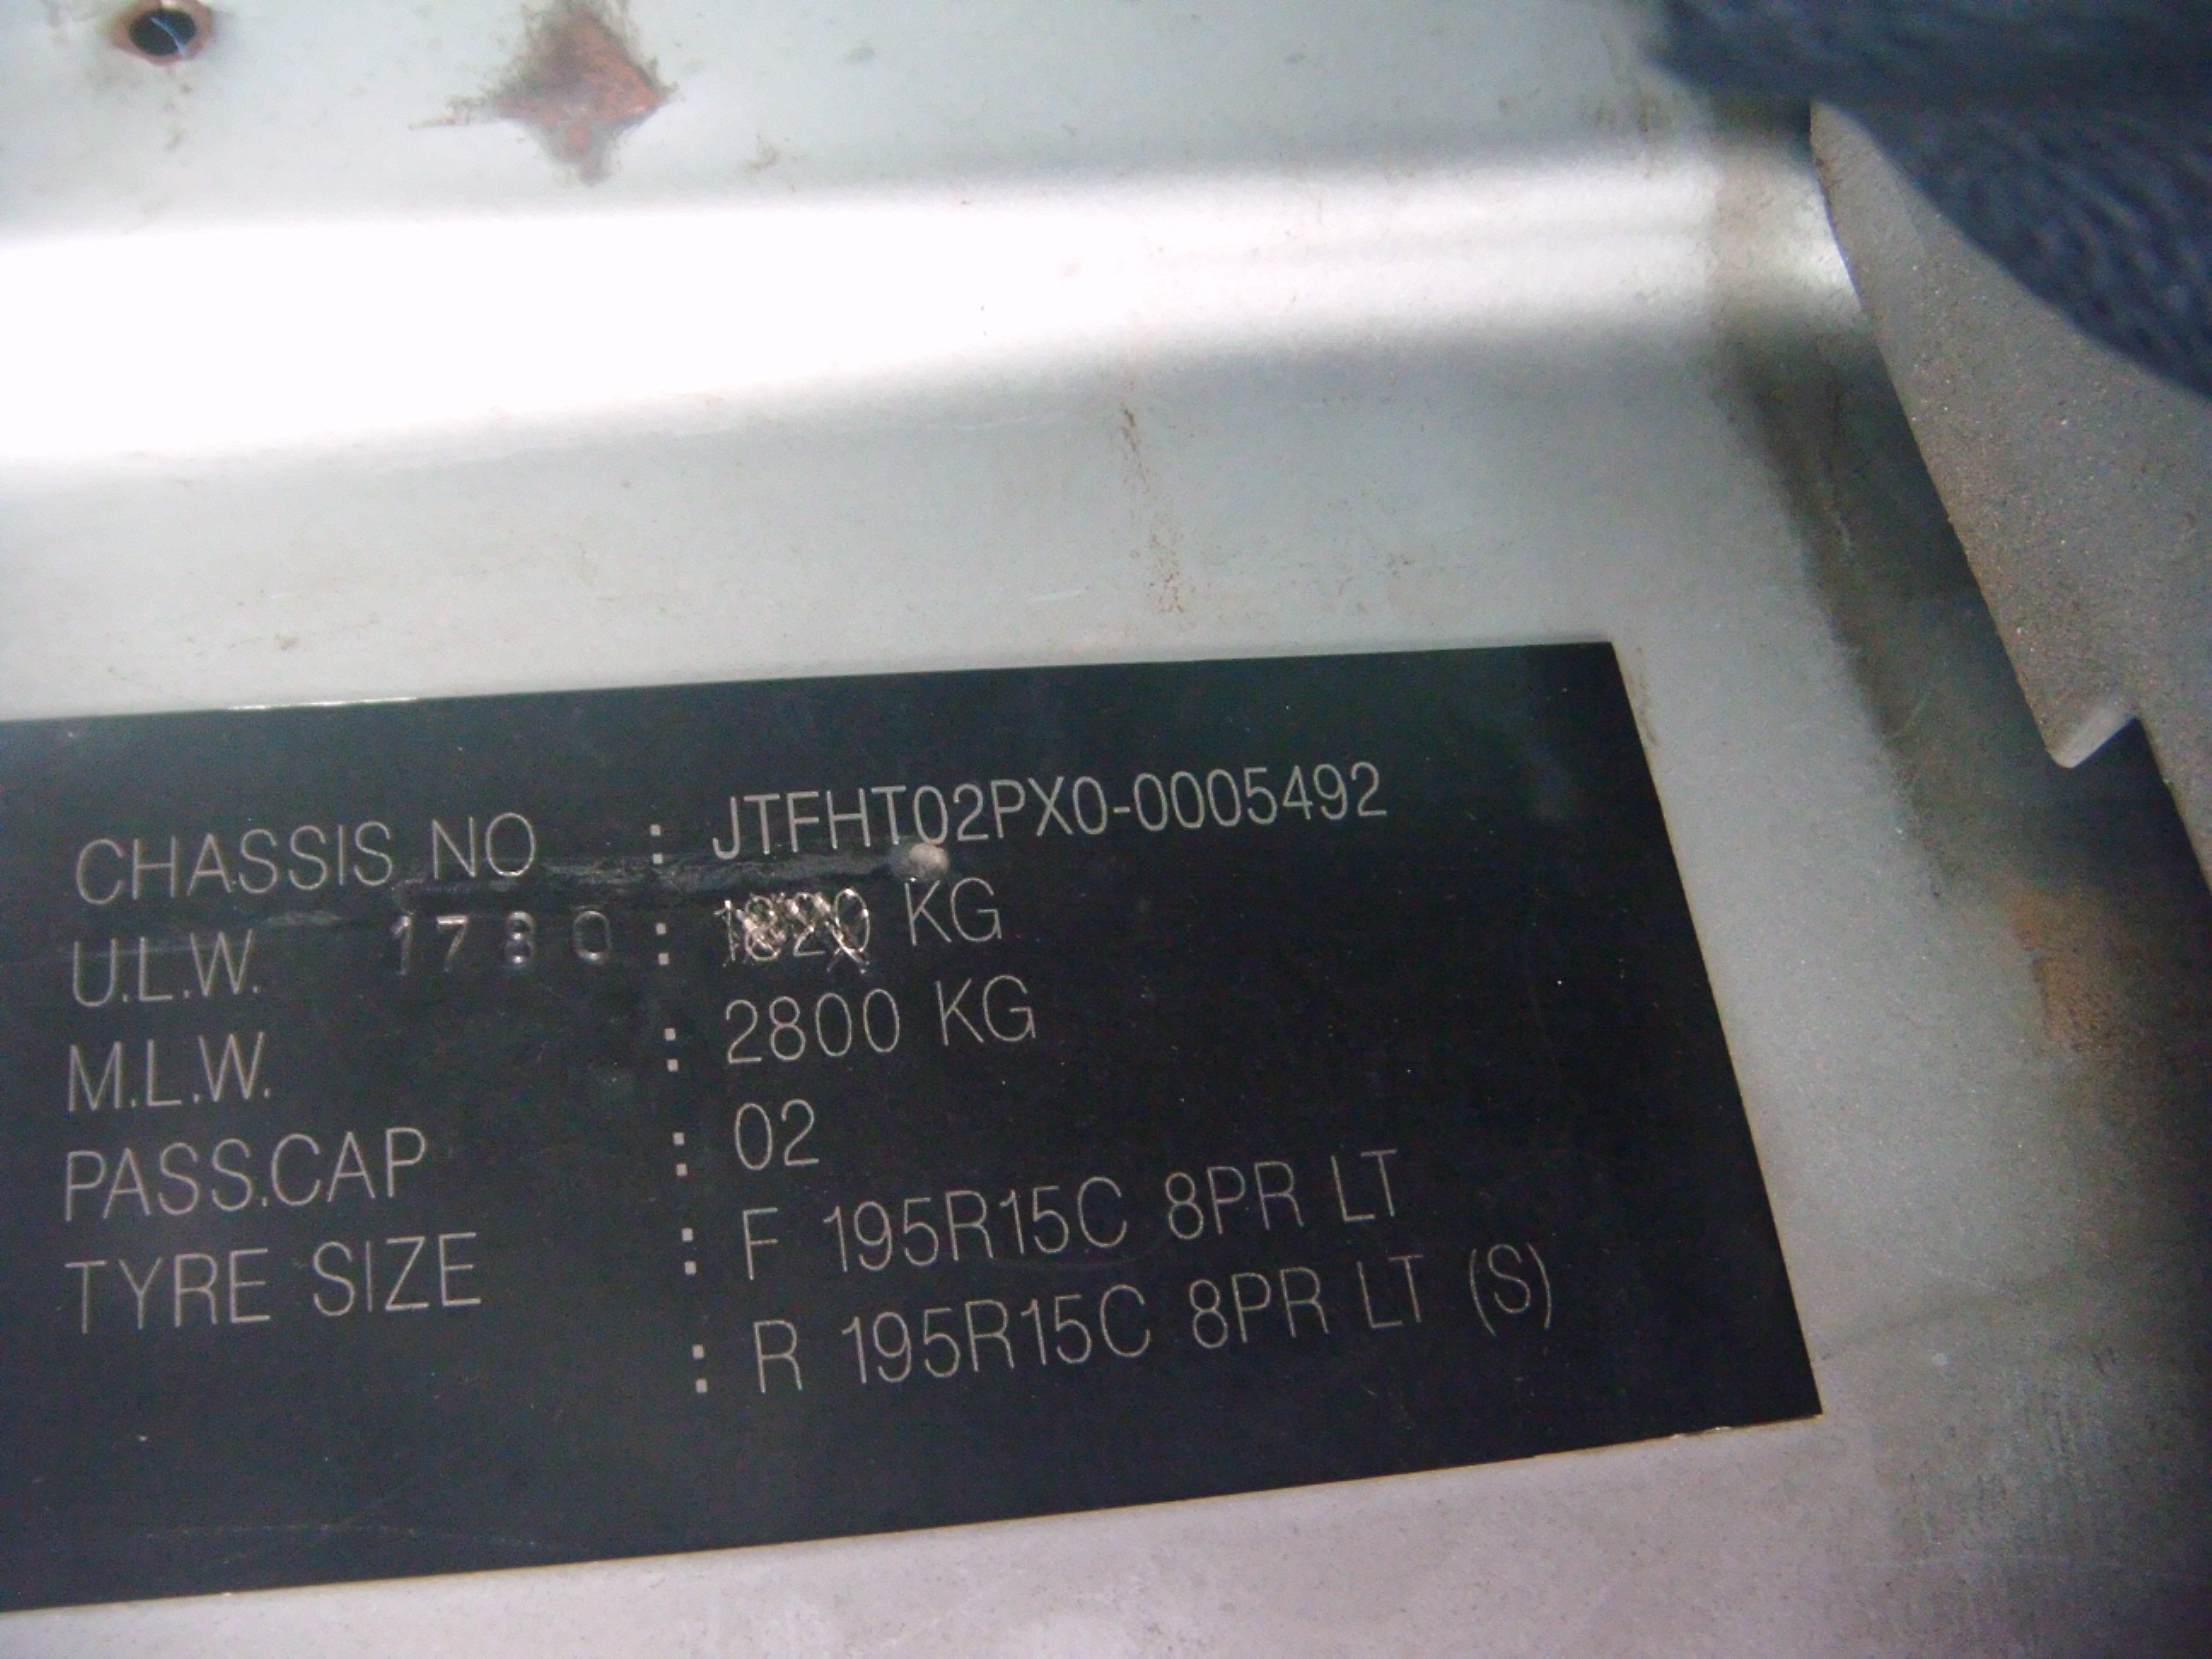 CHASSIS NO : JTFHT02PX0-0005492
U.L.W. 1780 : 1820 KG
M.L.W. : 2800 KG
PASS.CAP : 02
TYRE SIZE : F 195R15C 8PR LT
: R 195R15C 8PR LT (S)